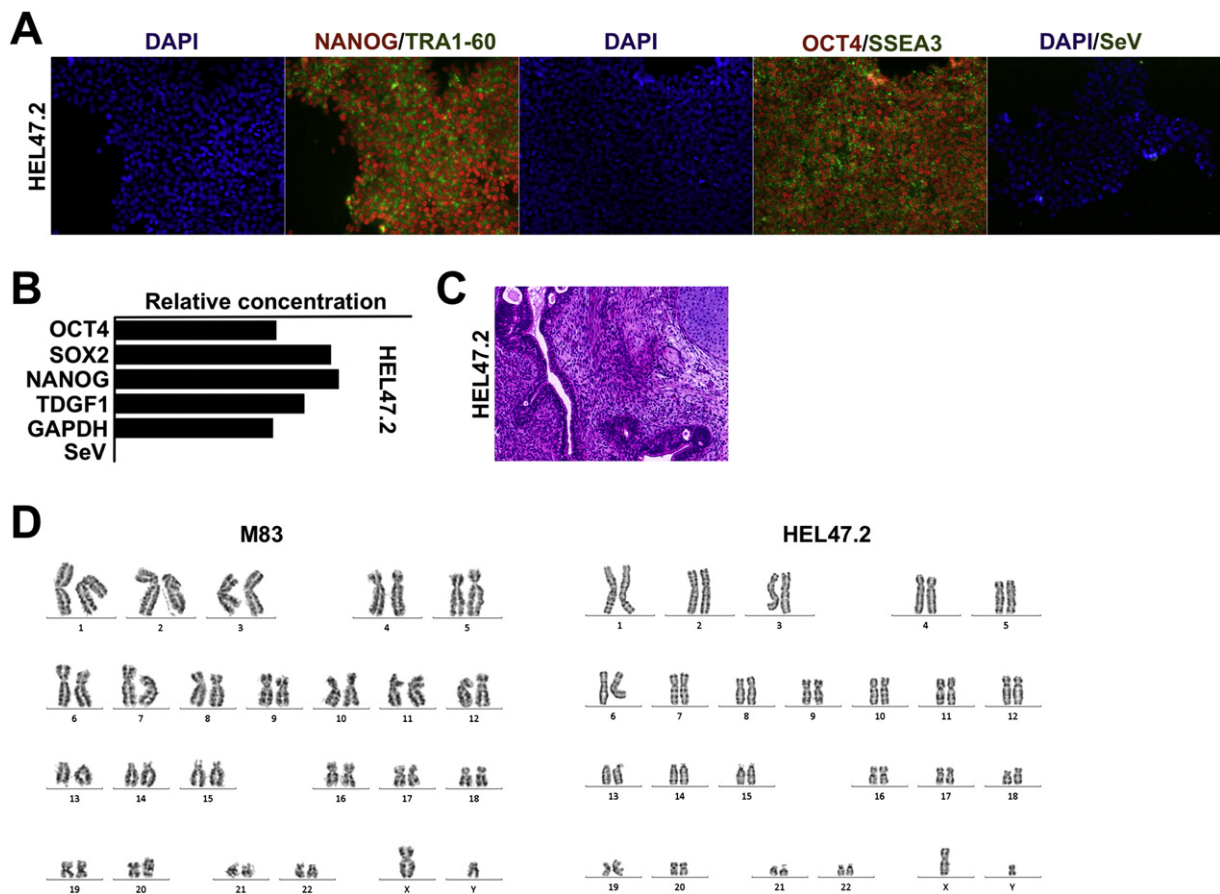 A
DAPI NANOG/TRA1-60 DAPI OCT4/SSEA3 DAPI/SeV
HEL47.2
B
Relative concentration
OCT4
SOX2
NANOG
TDGF1
GAPDH
SeV
HEL47.2
C
HEL47.2
D
M83
1 2 3 4 5
6 7 8 9 10 11 12
13 14 15 16 17 18
19 20 21 22 X Y
HEL47.2
1 2 3 4 5
6 7 8 9 10 11 12
13 14 15 16 17 18
19 20 21 22 X Y